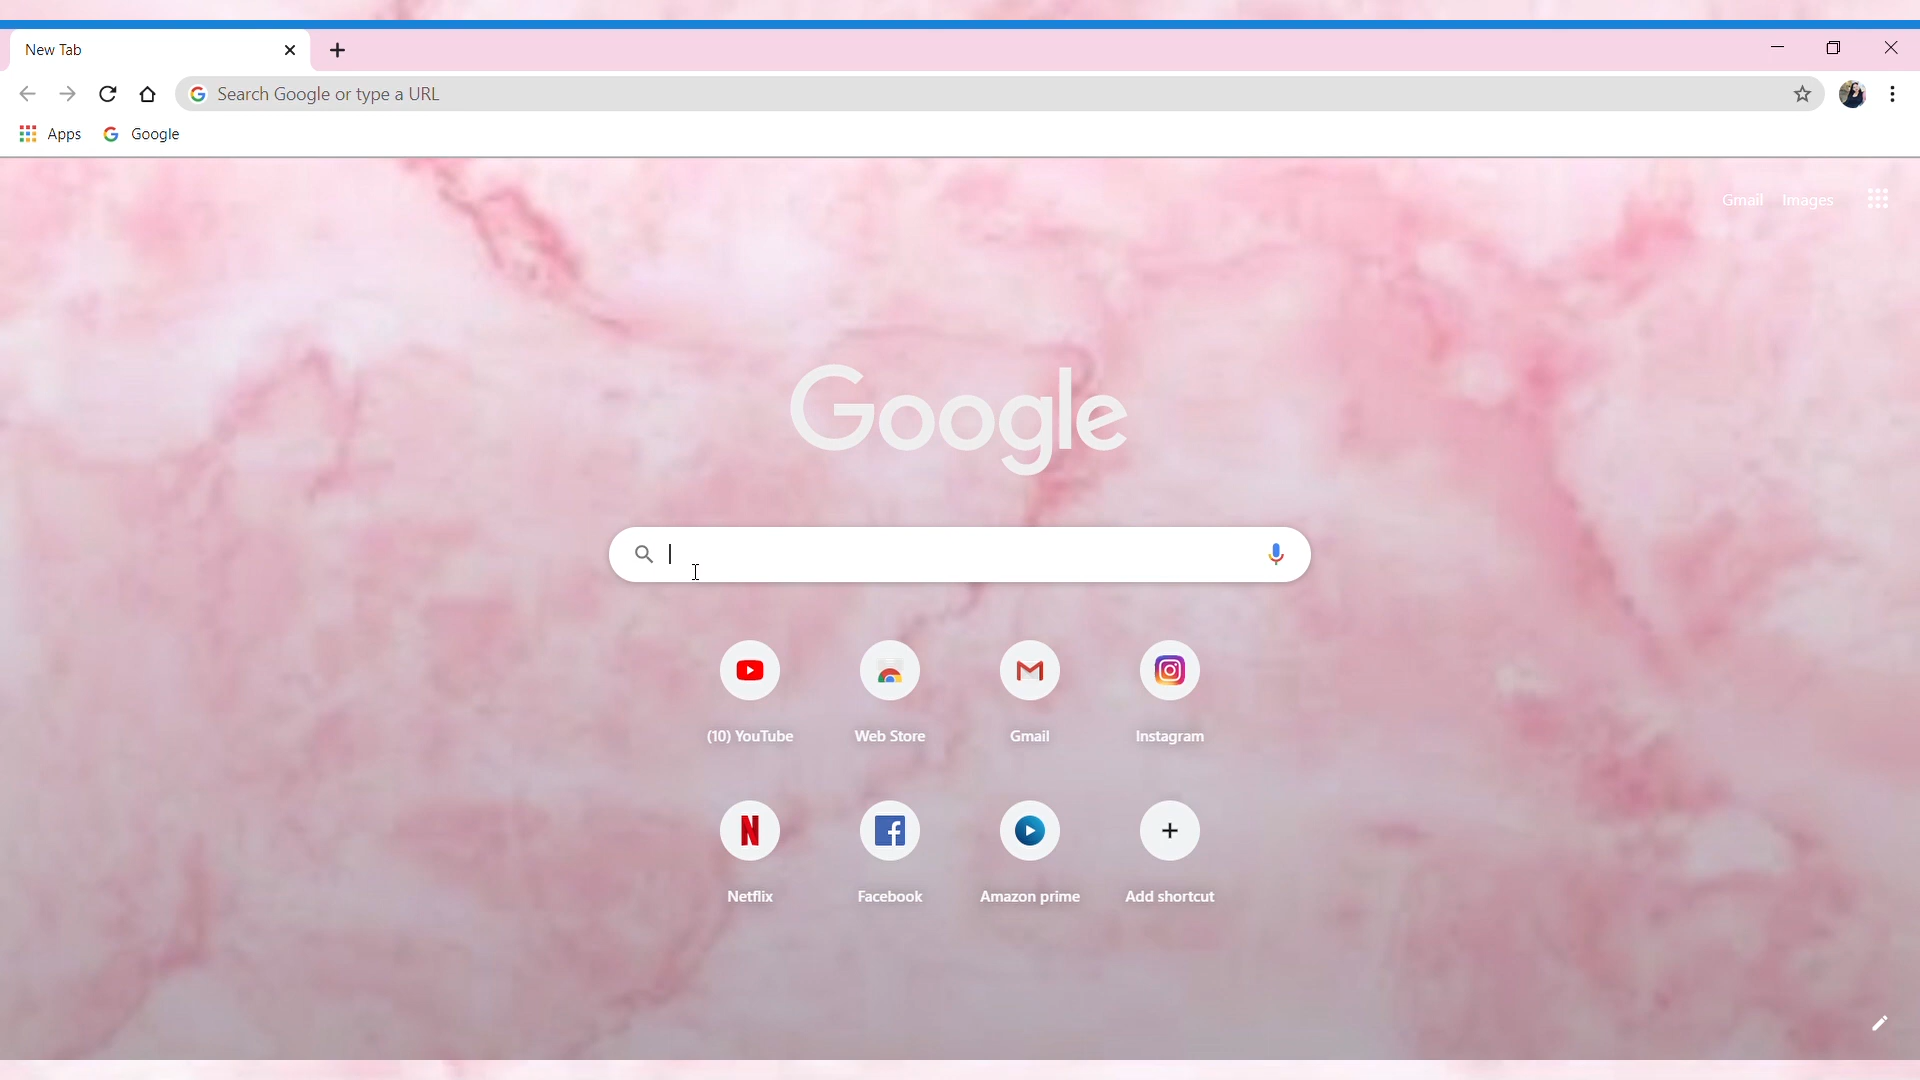 New Tab
Search Google or type a URL
Apps Google
Gmail Images
Google
(10) YouTube Web Store Gmail Instagram
Netflix Facebook Amazon prime Add shortcut